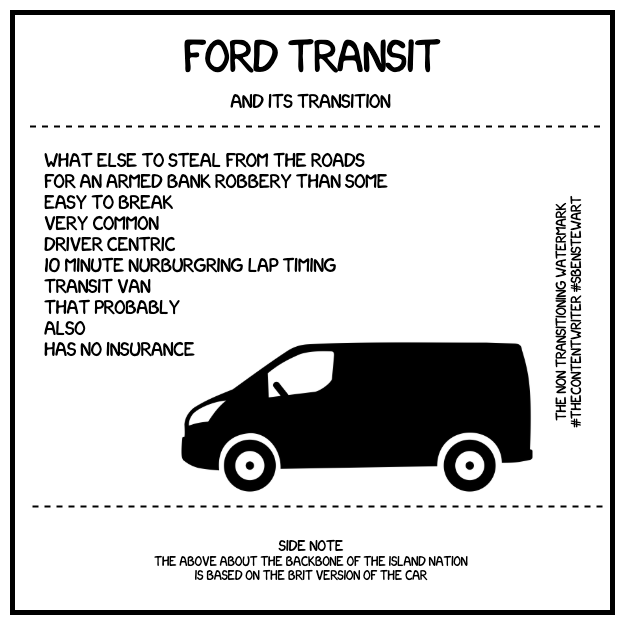 FORD TRANSIT
AND ITS TRANSITION
WHAT ELSE TO STEAL FROM THE ROADS
FOR AN ARMED BANK ROBBERY THAN SOME
EASY TO BREAK
VERY COMMON
DRIVER CENTRIC
10 MINUTE NURBURGRING LAP TIMING
TRANSIT VAN
THAT PROBABLY
ALSO
HAS NO INSURANCE
THE NON TRANSITIONING WATERMARK
#THECONTENTWRITER #SBENSTEWART
SIDE NOTE
THE ABOVE ABOUT THE BACKBONE OF THE ISLAND NATION
IS BASED ON THE BRIT VERSION OF THE CAR